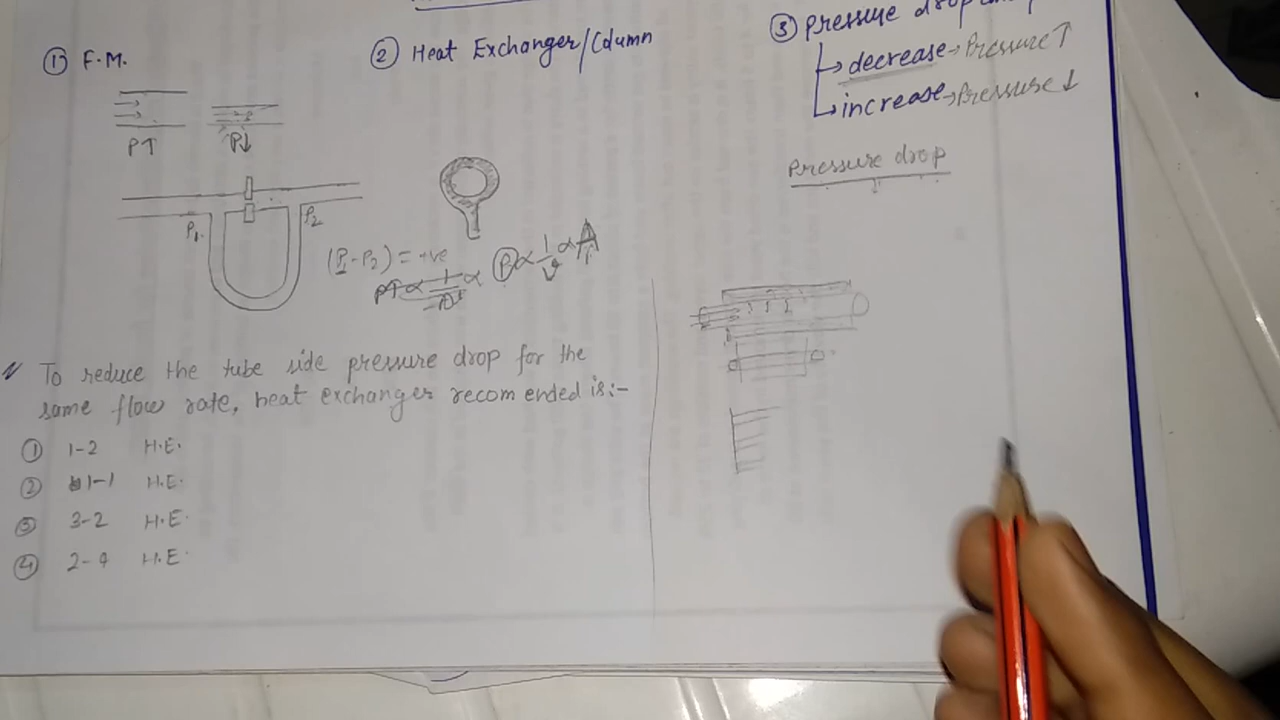 ① F.M.
② Heat Exchanger/Column
③ Pressure drop
decrease→Pressure↑
increase→Pressure↓
P↑
P↓
Pressure drop
P₁
P₂
(P₁-P₂) = +ve
P ∝ 1/v ∝ A
To reduce the tube side pressure drop for the
same flow rate, heat exchanger recomended is:-
① 1-2 H.E.
② 1-1 H.E.
③ 3-2 H.E.
④ 2-4 H.E.